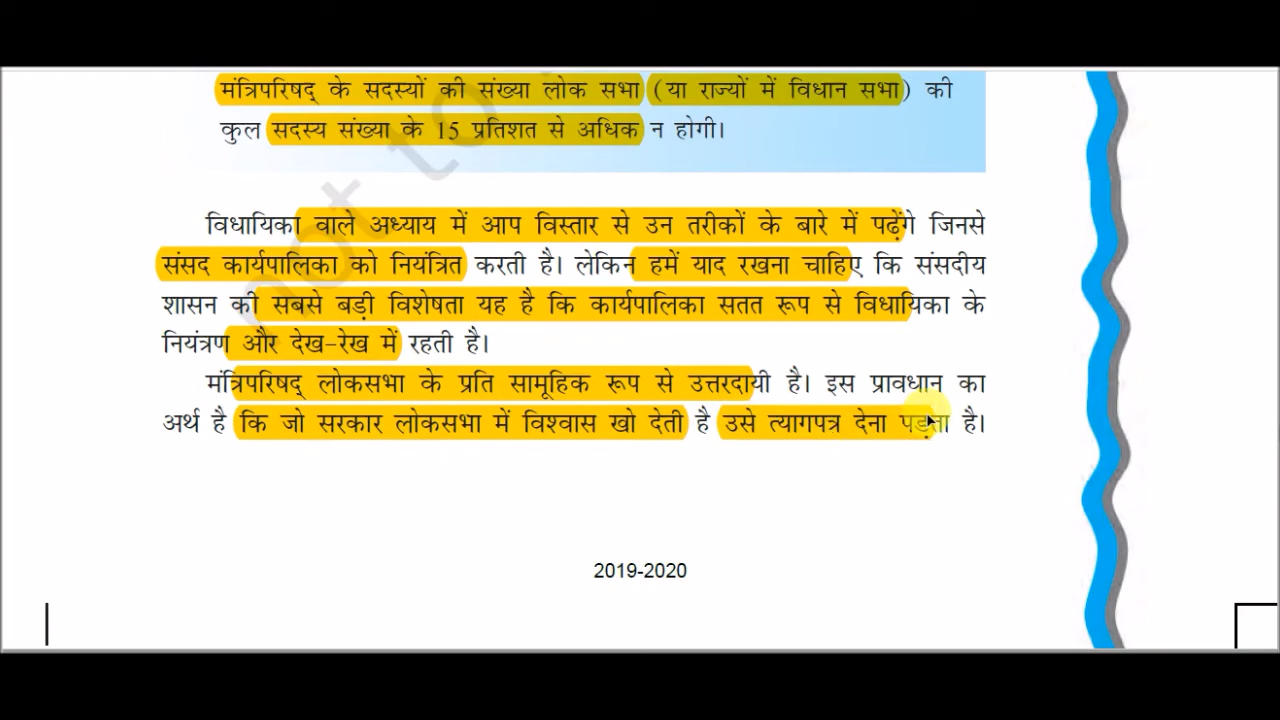 मंत्रिपरिषद् के सदस्यों की संख्या लोक सभा (या राज्यों में विधान सभा) की
कुल सदस्य संख्या के 15 प्रतिशत से अधिक न होगी।
not to
विधायिका वाले अध्याय में आप विस्तार से उन तरीकों के बारे में पढ़ेंगे जिनसे
संसद कार्यपालिका को नियंत्रित करती है। लेकिन हमें याद रखना चाहिए कि संसदीय
शासन की सबसे बड़ी विशेषता यह है कि कार्यपालिका सतत रूप से विधायिका के
नियंत्रण और देख-रेख में रहती है।
मंत्रिपरिषद् लोकसभा के प्रति सामूहिक रूप से उत्तरदायी है। इस प्रावधान का
अर्थ है कि जो सरकार लोकसभा में विश्वास खो देती है उसे त्यागपत्र देना पड़ता है।
2019-2020